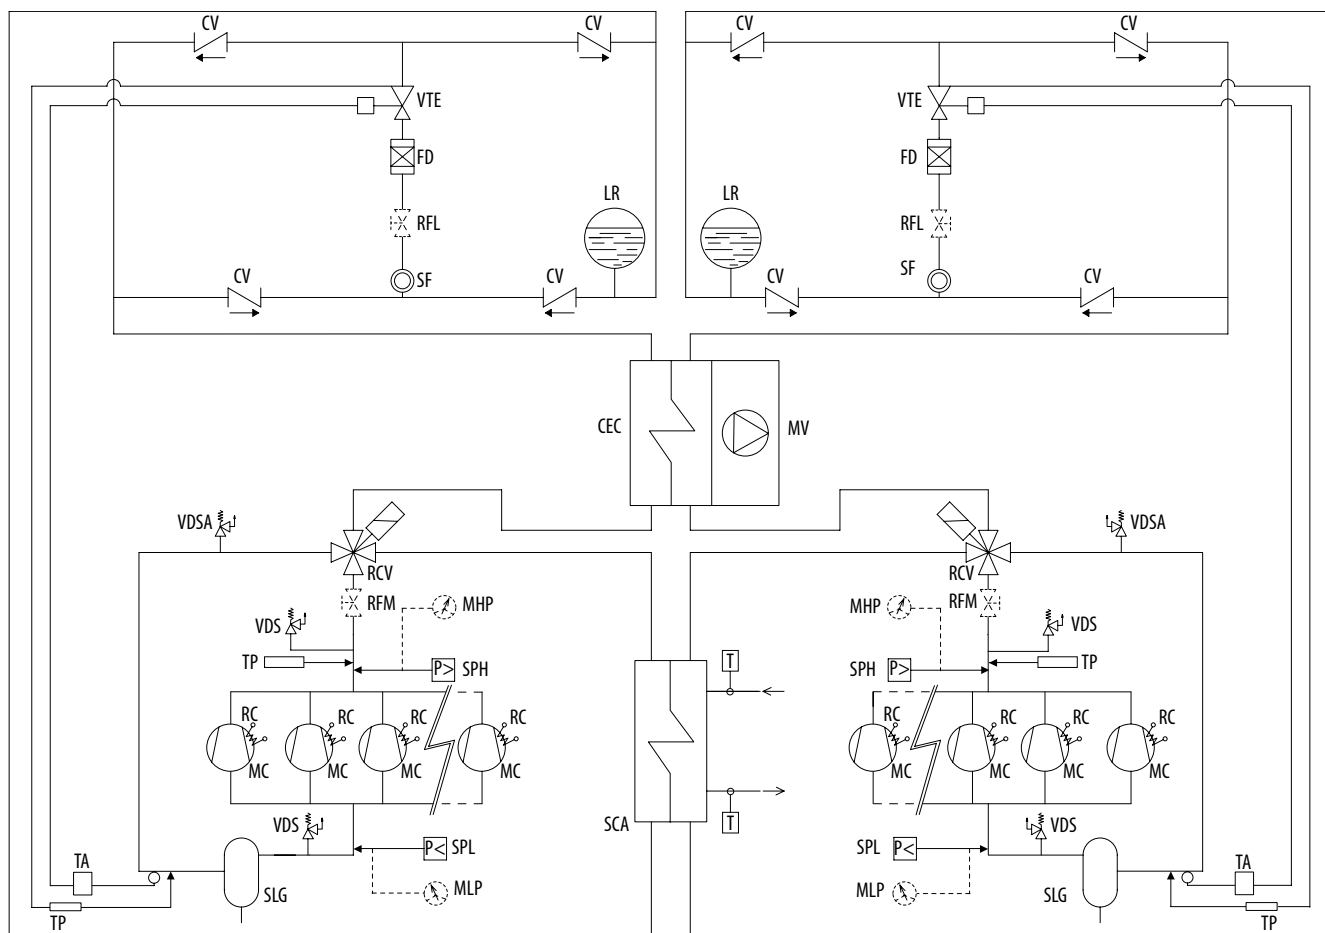 CV CV CV CV
VTE VTE
FD FD
LR LR
RFL RFL
SF SF
CV CV CV CV
CEC MV
VDSA VDSA
RCV RCV
RFM MHP MHP RFM
VDS VDS
TP P> SPH T SPH P> TP
RC RC RC RC RC RC RC RC
MC MC MC MC MC MC MC MC
SCA T
VDS VDS
P< SPL SPL P<
TA TA
SLG MLP MLP SLG
TP TP